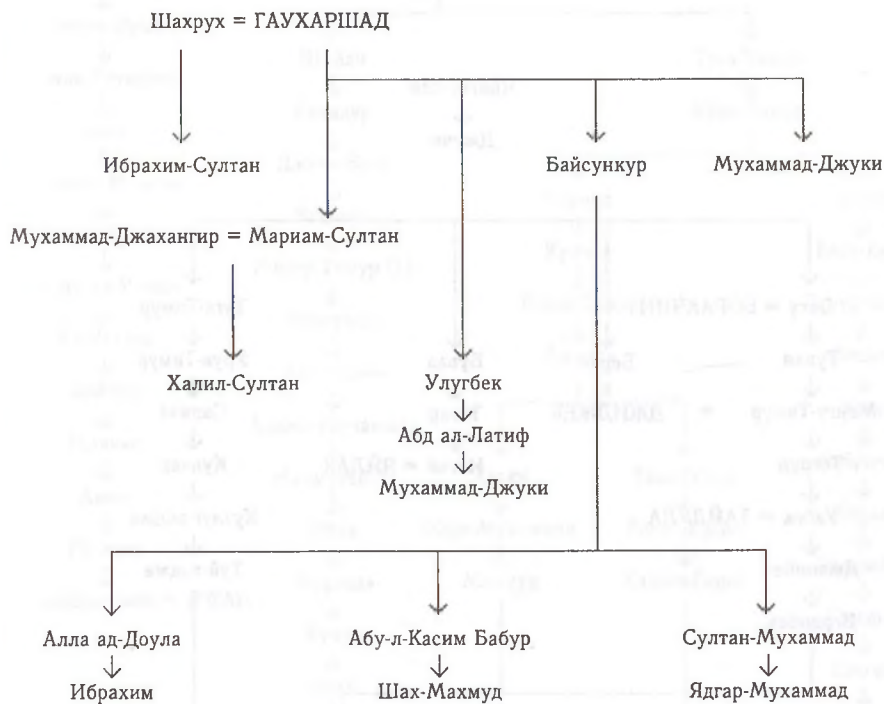 Шахрух = ГАУХАРШАД
Ибрахим-Султан
Байсункур
Мухаммад-Джуки
Мухаммад-Джахангир = Мариам-Султан
Халил-Султан
Улугбек
Абд ал-Латиф
Мухаммад-Джуки
Алла ад-Доула
Абу-л-Касим Бабур
Султан-Мухаммад
Ибрахим
Шах-Махмуд
Ядгар-Мухаммад